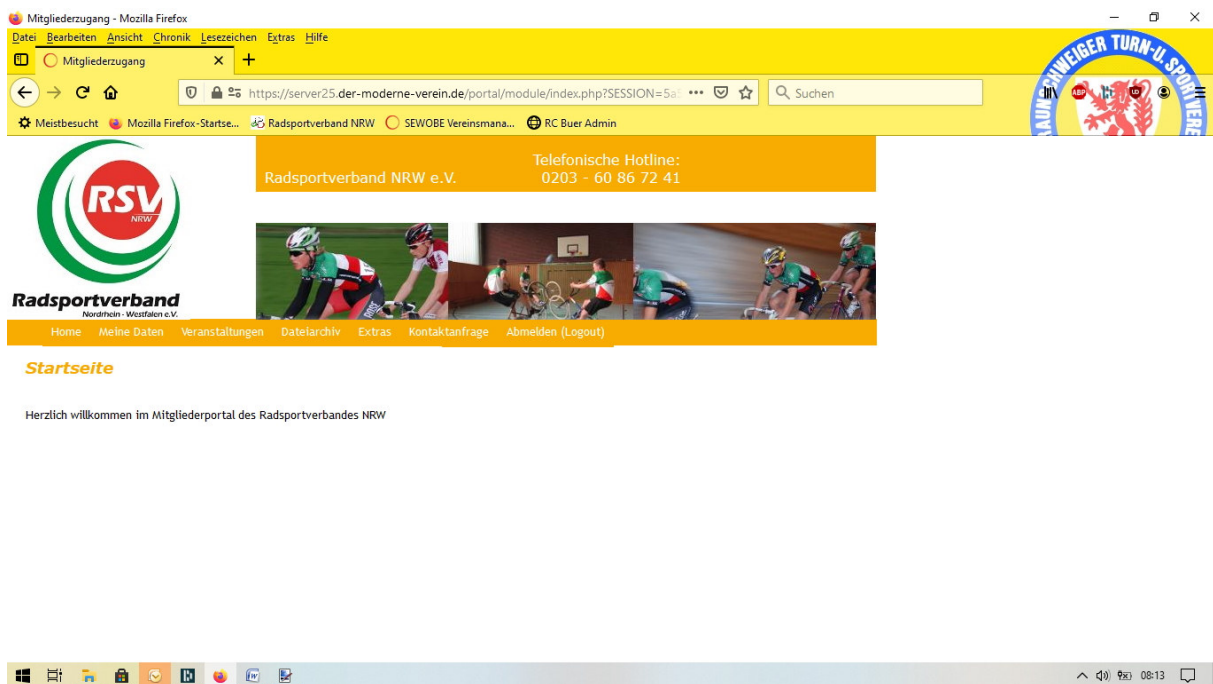 Mitgliederzugang - Mozilla Firefox
Datei Bearbeiten Ansicht Chronik Lesezeichen Extras Hilfe
Mitgliederzugang
https://server25.der-moderne-verein.de/portal/module/index.php?SESSION=5a
Suchen
Meistbesucht Mozilla Firefox-Startse... Radsportverband NRW SEWOBE Vereinsmana... RC Buer Admin
ABP
RSV
NRW
Radsportverband
Nordrhein - Westfalen e.V.
Telefonische Hotline:
Radsportverband NRW e.V. 0203 - 60 86 72 41
Home Meine Daten Veranstaltungen Dateiarchiv Extras Kontaktanfrage Abmelden (Logout)
Startseite
Herzlich willkommen im Mitgliederportal des Radsportverbandes NRW
08:13